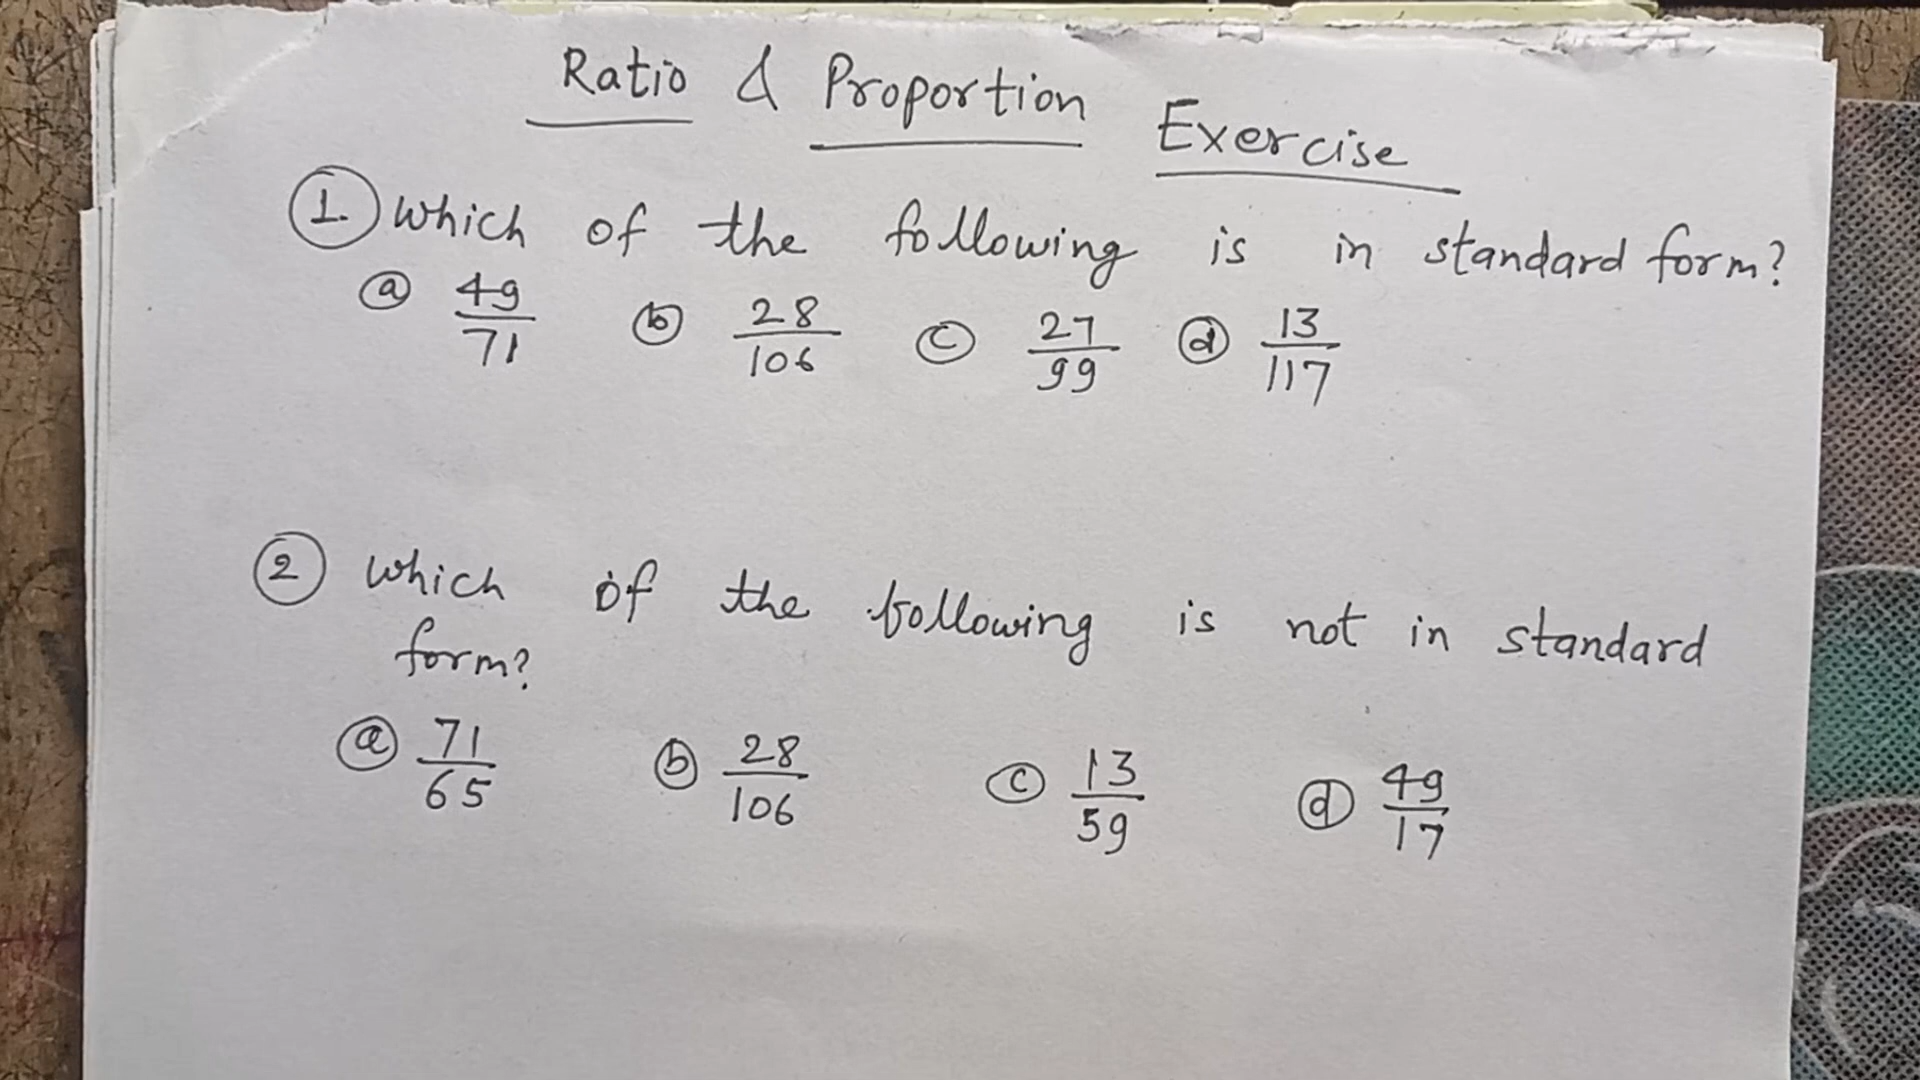 Ratio & Proportion Exercise
1. Which of the following is in standard form?
a 49/71 b 28/106 c 27/99 d 13/117
2 Which of the following is not in standard
form?
a 71/65 b 28/106 c 13/59 d 49/17